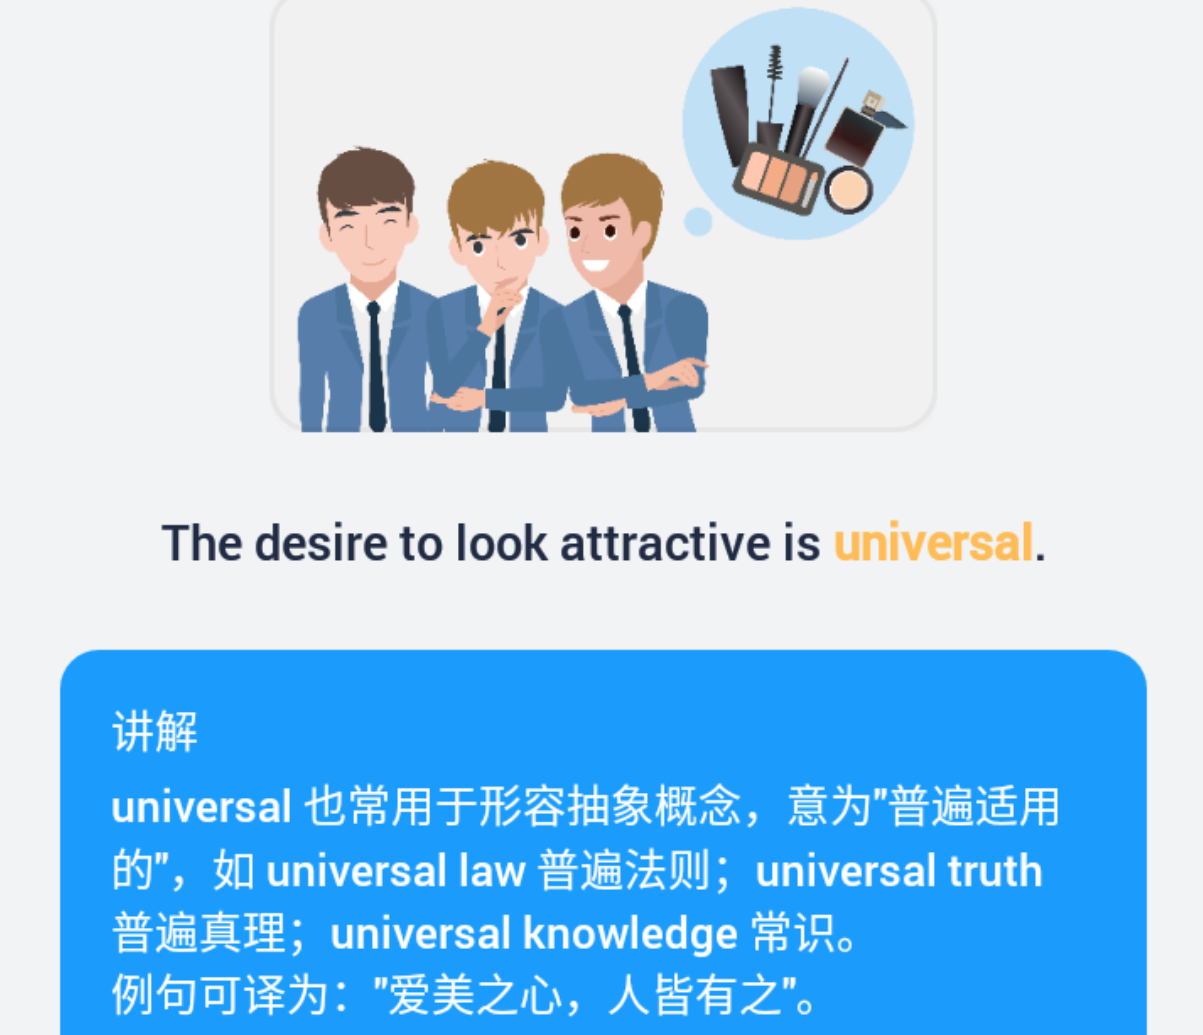 The desire to look attractive is universal.
讲解
universal 也常用于形容抽象概念，意为"普遍适用
的"，如 universal law 普遍法则；universal truth
普遍真理；universal knowledge 常识。
例句可译为："爱美之心，人皆有之"。